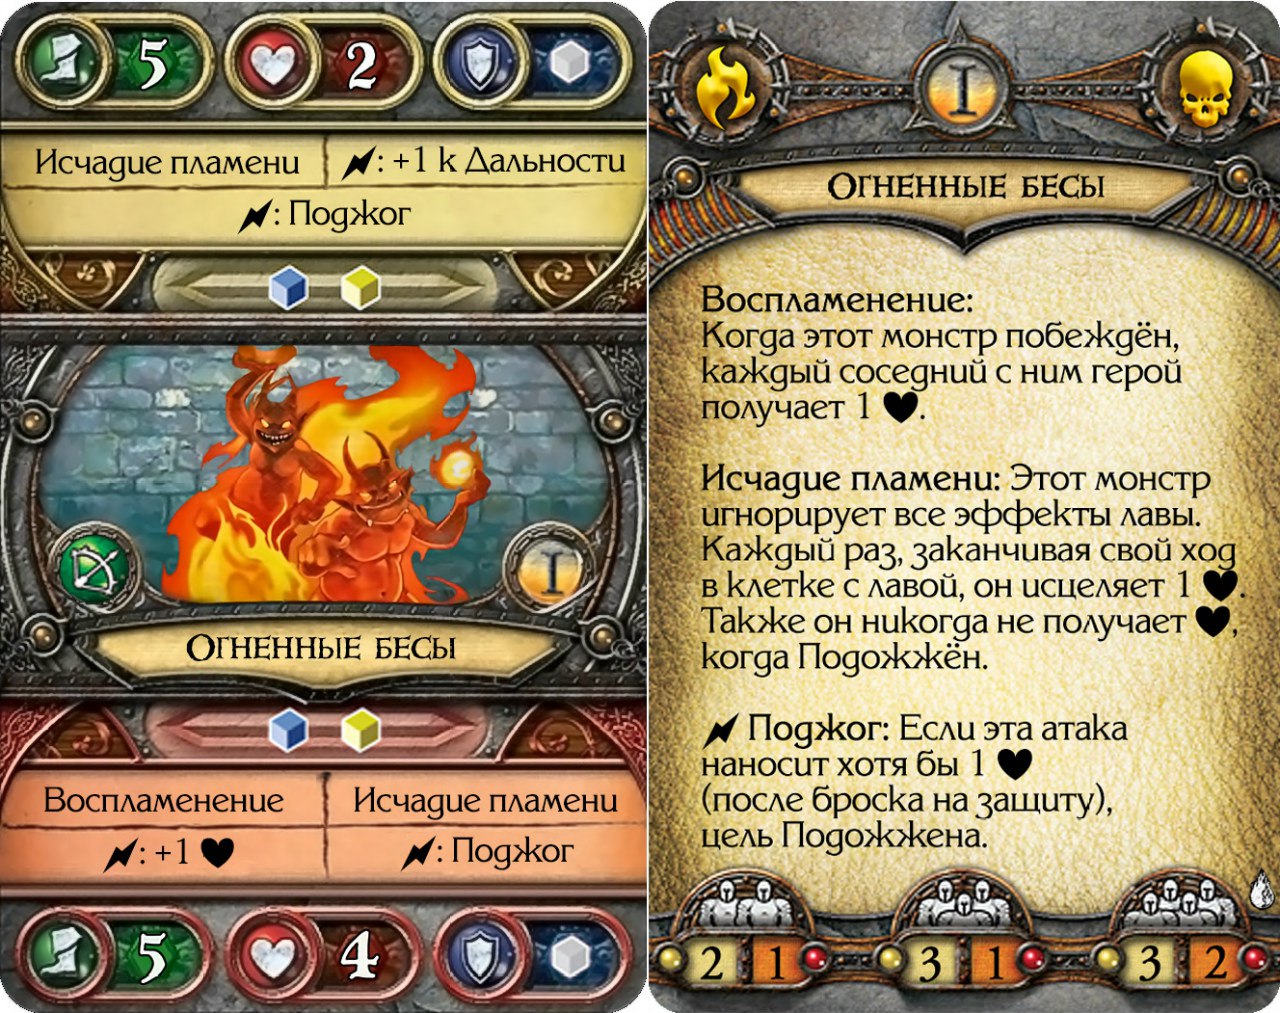 5 2
Исчадие пламени : +1 к Дальности
: Поджог
I
Огненные бесы
Воспламенение Исчадие пламени
: +1 ♥ : Поджог
5 4
I
Огненные бесы
Воспламенение:
Когда этот монстр побеждён,
каждый соседний с ним герой
получает 1 ♥.
Исчадие пламени: Этот монстр
игнорирует все эффекты лавы.
Каждый раз, заканчивая свой ход
в клетке с лавой, он исцеляет 1 ♥.
Также он никогда не получает ♥,
когда Подожжён.
Поджог: Если эта атака
наносит хотя бы 1 ♥
(после броска на защиту),
цель Подожжена.
2 1 3 1 3 2